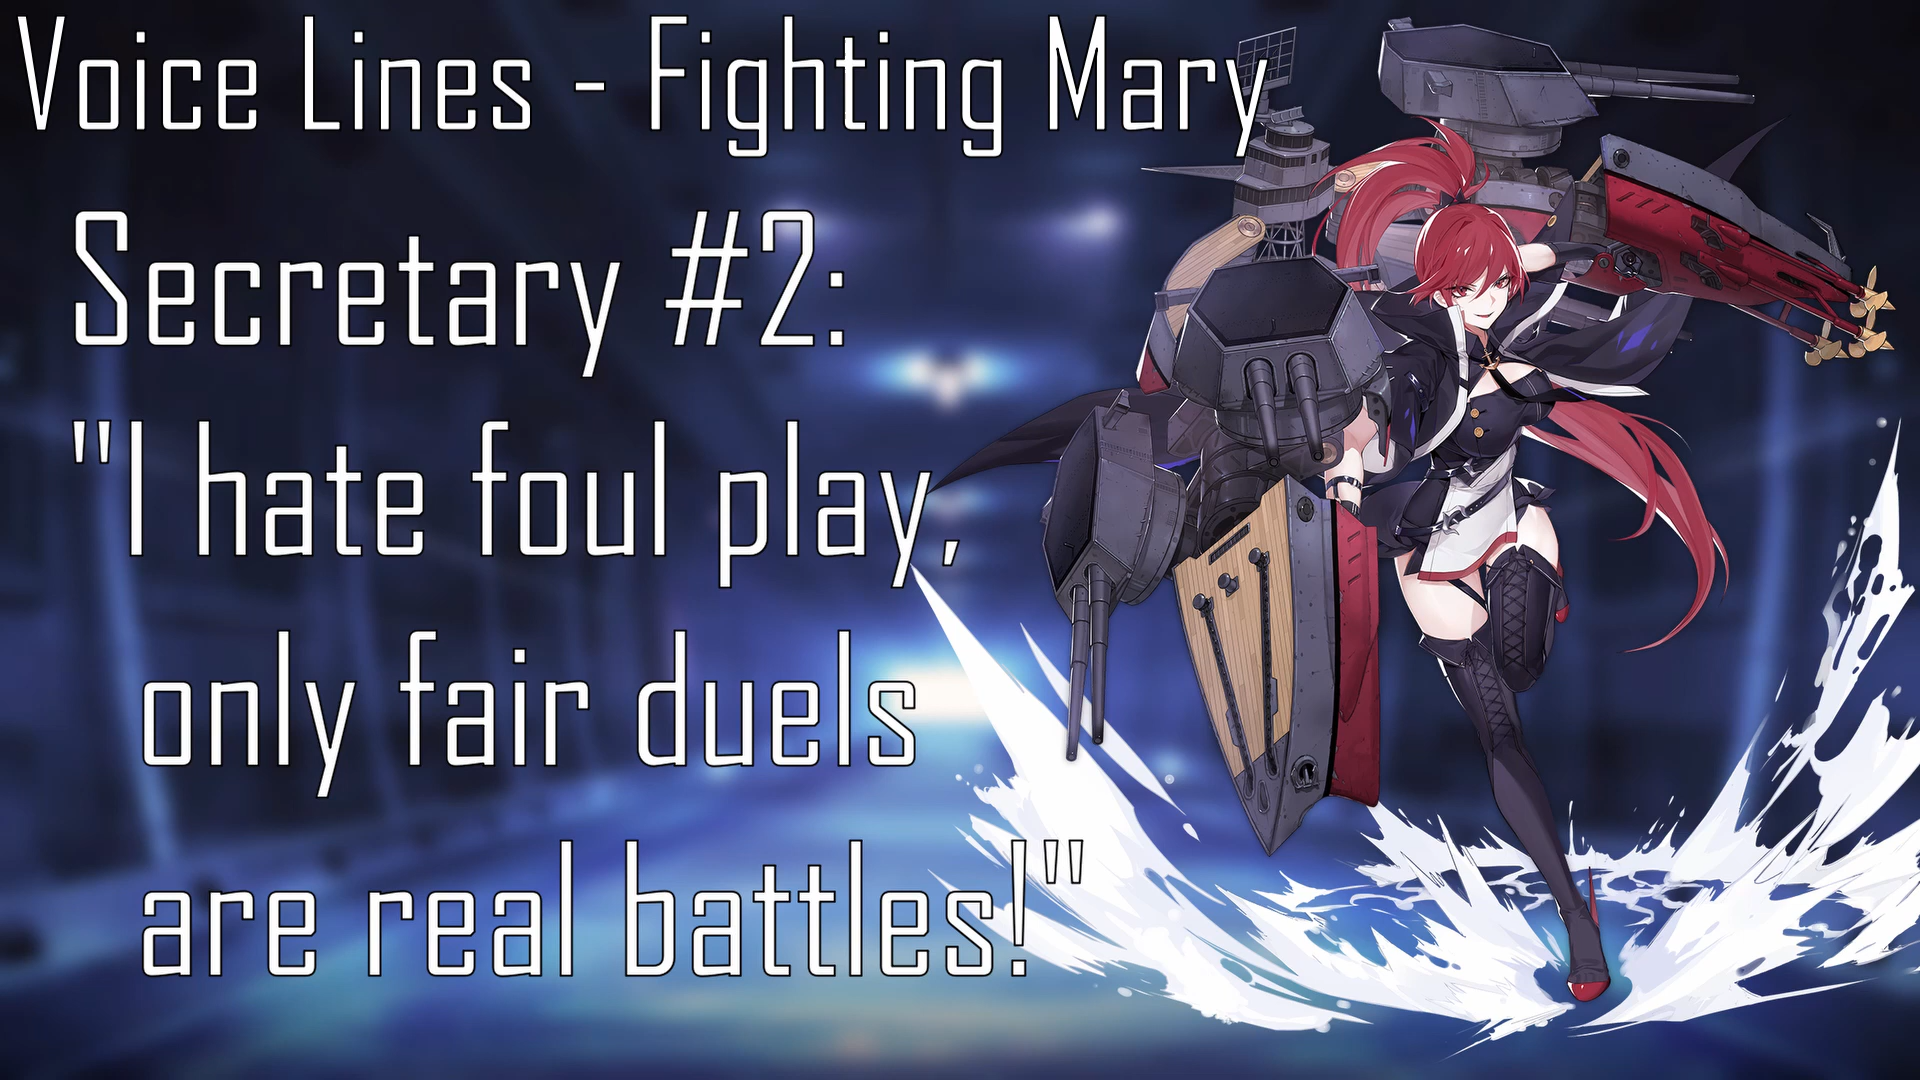 Voice Lines - Fighting Mary
Secretary #2:
"I hate foul play,
only fair duels
are real battles!"